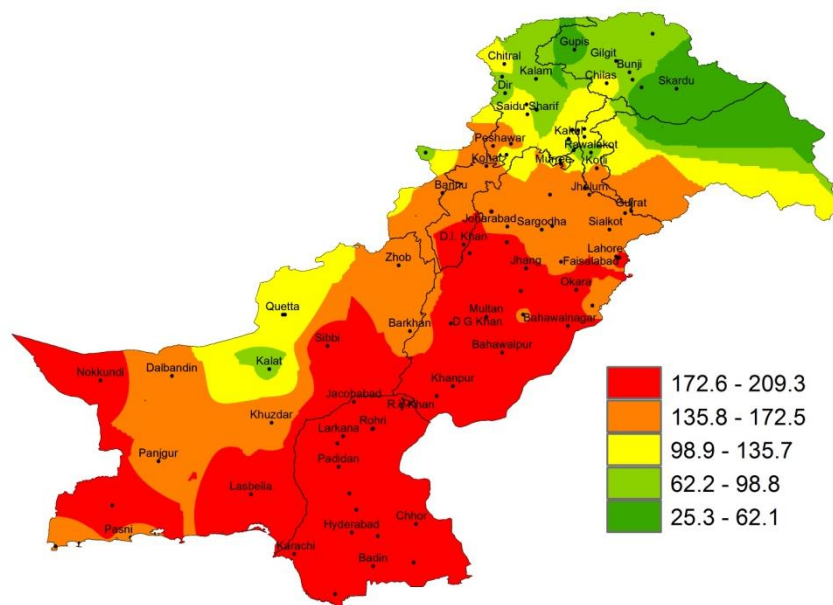 Gupis
Chitral
Gilgit
Kalam
Bunji
Chilas
Skardu
Dir
Saidu Sharif
Kakul
Peshawar
Rawalakot
Kohat
Murree
Kotli
Bannu
Jhelum
Gujrat
Joharabad
Sargodha
Sialkot
D.I. Khan
Lahore
Zhob
Jhang
Faisalabad
Okara
Quetta
Multan
D.G.Khan
Bahawalnagar
Barkhan
Sibbi
Bahawalpur
Kalat
Nokkundi
Dalbandin
Khanpur
Jacobabad
R.Y.Khan
Khuzdar
Rohri
Larkana
Panjgur
Padidan
Lasbella
Chhor
Pasni
Hyderabad
Karachi
Badin
172.6 - 209.3
135.8 - 172.5
98.9 - 135.7
62.2 - 98.8
25.3 - 62.1